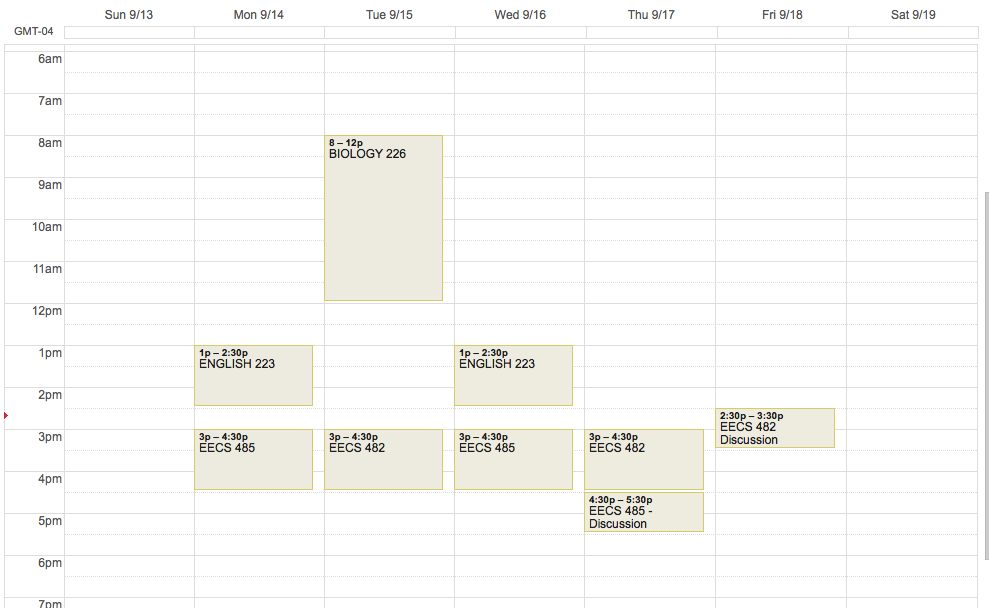 Sun 9/13 Mon 9/14 Tue 9/15 Wed 9/16 Thu 9/17 Fri 9/18 Sat 9/19
GMT-04
6am
7am
8am
8 – 12p
BIOLOGY 226
9am
10am
11am
12pm
1pm
1p – 2:30p
ENGLISH 223
1p – 2:30p
ENGLISH 223
2pm
2:30p – 3:30p
EECS 482
Discussion
3pm
3p – 4:30p
EECS 485
3p – 4:30p
EECS 482
3p – 4:30p
EECS 485
3p – 4:30p
EECS 482
4pm
4:30p – 5:30p
EECS 485 -
Discussion
5pm
6pm
7pm